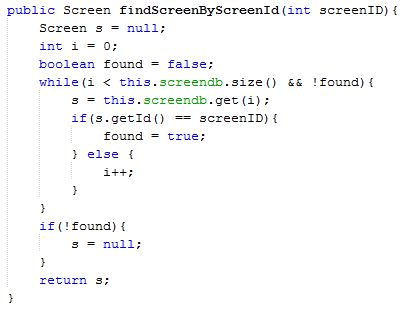 public Screen findScreenByScreenId(int screenID){
    Screen s = null;
    int i = 0;
    boolean found = false;
    while(i < this.screendb.size() && !found){
        s = this.screendb.get(i);
        if(s.getId() == screenID){
            found = true;
        } else {
            i++;
        }
    }
    if(!found){
        s = null;
    }
    return s;
}